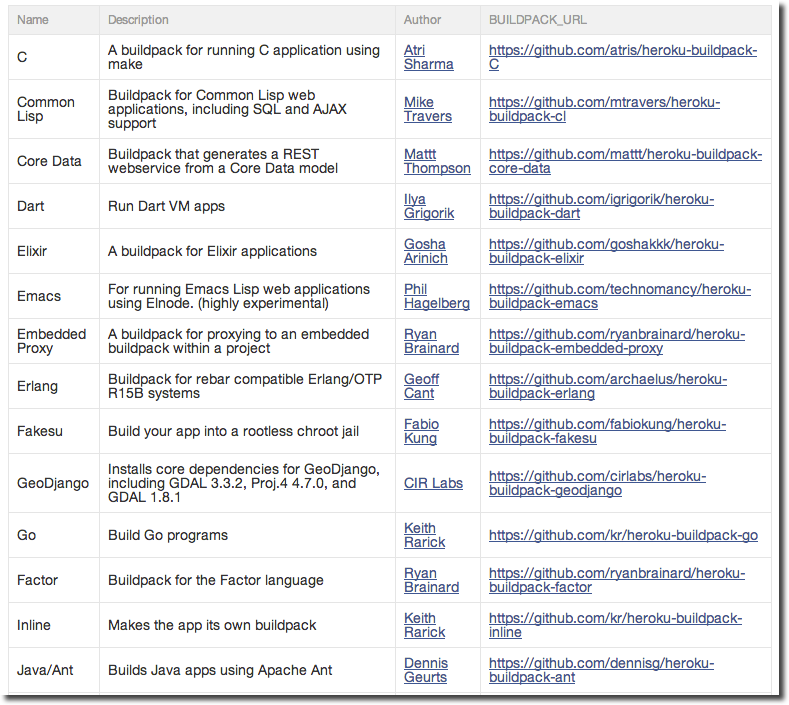 Name Description Author BUILDPACK_URL
C
A buildpack for running C application using
make
Atri
Sharma
https://github.com/atris/heroku-buildpack-
C
Common
Lisp
Buildpack for Common Lisp web
applications, including SQL and AJAX
support
Mike
Travers
https://github.com/mtravers/heroku-
buildpack-cl
Core Data
Buildpack that generates a REST
webservice from a Core Data model
Mattt
Thompson
https://github.com/mattt/heroku-buildpack-
core-data
Dart
Run Dart VM apps
Ilya
Grigorik
https://github.com/igrigorik/heroku-
buildpack-dart
Elixir
A buildpack for Elixir applications
Gosha
Arinich
https://github.com/goshakkk/heroku-
buildpack-elixir
Emacs
For running Emacs Lisp web applications
using Elnode. (highly experimental)
Phil
Hagelberg
https://github.com/technomancy/heroku-
buildpack-emacs
Embedded
Proxy
A buildpack for proxying to an embedded
buildpack within a project
Ryan
Brainard
https://github.com/ryanbrainard/heroku-
buildpack-embedded-proxy
Erlang
Buildpack for rebar compatible Erlang/OTP
R15B systems
Geoff
Cant
https://github.com/archaelus/heroku-
buildpack-erlang
Fakesu
Build your app into a rootless chroot jail
Fabio
Kung
https://github.com/fabiokung/heroku-
buildpack-fakesu
GeoDjango
Installs core dependencies for GeoDjango,
including GDAL 3.3.2, Proj.4 4.7.0, and
GDAL 1.8.1
CIR Labs
https://github.com/cirlabs/heroku-
buildpack-geodjango
Go
Build Go programs
Keith
Rarick
https://github.com/kr/heroku-buildpack-go
Factor
Buildpack for the Factor language
Ryan
Brainard
https://github.com/ryanbrainard/heroku-
buildpack-factor
Inline
Makes the app its own buildpack
Keith
Rarick
https://github.com/kr/heroku-buildpack-
inline
Java/Ant
Builds Java apps using Apache Ant
Dennis
Geurts
https://github.com/dennisg/heroku-
buildpack-ant